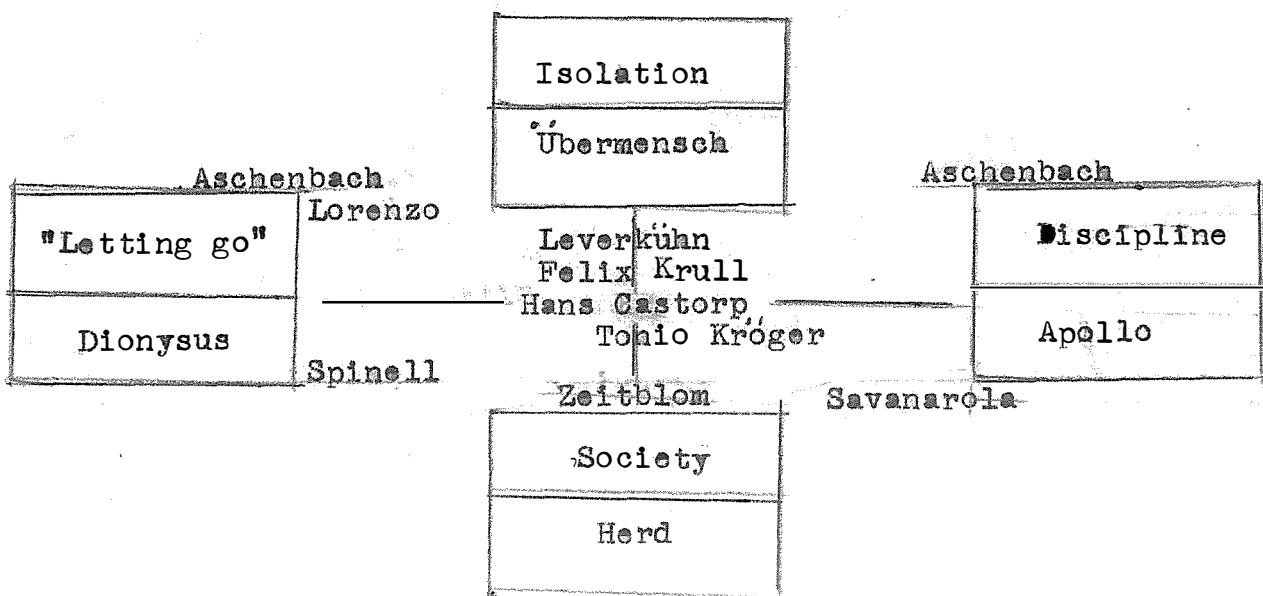 Isolation
Übermensch
Aschenbach
Lorenzo
"Letting go"
Dionysus
Spinell
Leverkühn
Felix Krull
Hans Castorp
Tonio Kröger
Zeitblom
Aschenbach
Discipline
Apollo
Savanarola
Society
Herd